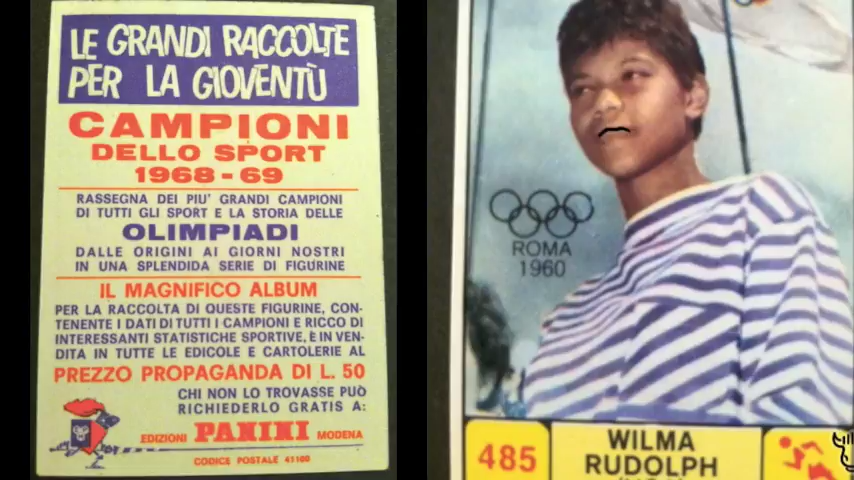 LE GRANDI RACCOLTE
PER LA GIOVENTÙ
CAMPIONI
DELLO SPORT
1968-69
RASSEGNA DEI PIU' GRANDI CAMPIONI
DI TUTTI GLI SPORT E LA STORIA DELLE
OLIMPIADI
DALLE ORIGINI AI GIORNI NOSTRI
IN UNA SPLENDIDA SERIE DI FIGURINE
IL MAGNIFICO ALBUM
PER LA RACCOLTA DI QUESTE FIGURINE, CON-
TENENTE I DATI DI TUTTI I CAMPIONI E RICCO DI
INTERESSANTI STATISTICHE SPORTIVE, È IN VEN-
DITA IN TUTTE LE EDICOLE E CARTOLERIE AL
PREZZO PROPAGANDA DI L. 50
CHI NON LO TROVASSE PUÒ
RICHIEDERLO GRATIS A:
EDIZIONI PANINI MODENA
CODICE POSTALE 41100
ROMA
1960
485
WILMA
RUDOLPH